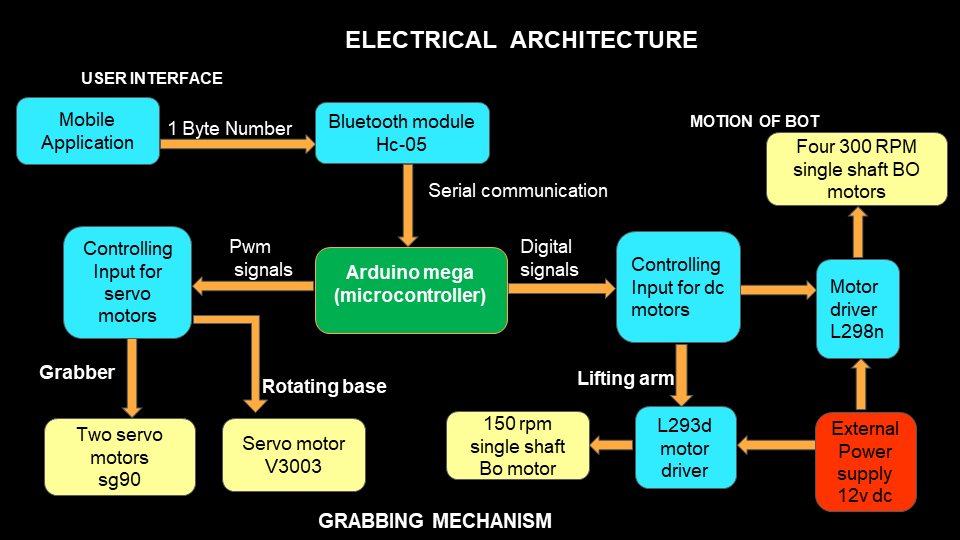 ELECTRICAL ARCHITECTURE
USER INTERFACE
Mobile
Application
1 Byte Number
Bluetooth module
Hc-05
MOTION OF BOT
Four 300 RPM
single shaft BO
motors
Serial communication
Controlling
Input for
servo
motors
Pwm
signals
Arduino mega
(microcontroller)
Digital
signals
Controlling
Input for dc
motors
Motor
driver
L298n
Grabber
Rotating base
Lifting arm
Two servo
motors
sg90
Servo motor
V3003
150 rpm
single shaft
Bo motor
L293d
motor
driver
External
Power
supply
12v dc
GRABBING MECHANISM